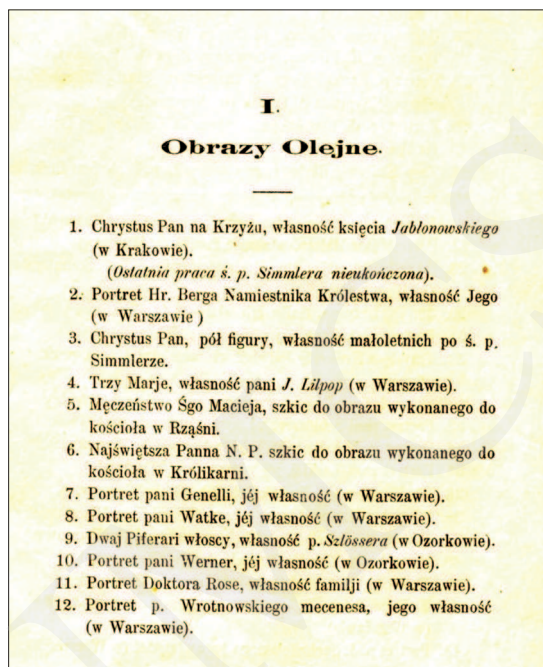 I.
Obrazy Olejne.
1. Chrystus Pan na Krzyżu, własność księcia Jabłonowskiego
(w Krakowie).
(Ostatnia praca ś. p. Simmlera nieukończona).
2. Portret Hr. Berga Namiestnika Królestwa, własność Jego
(w Warszawie )
3. Chrystus Pan, pół figury, własność małoletnich po ś. p.
Simmlerze.
4. Trzy Marje, własność pani J. Lilpop (w Warszawie).
5. Męczeństwo Śgo Macieja, szkic do obrazu wykonanego do
kościoła w Rząśni.
6. Najświętsza Panna N. P. szkic do obrazu wykonanego do
kościoła w Królikarni.
7. Portret pani Genelli, jéj własność (w Warszawie).
8. Portret pani Watke, jéj własność (w Warszawie).
9. Dwaj Piferari włoscy, własność p. Szlössera (w Ozorkowie).
10. Portret pani Werner, jéj własność (w Ozorkowie).
11. Portret Doktora Rose, własność familji (w Warszawie).
12. Portret p. Wrotnowskiego mecenesa, jego własność
(w Warszawie).